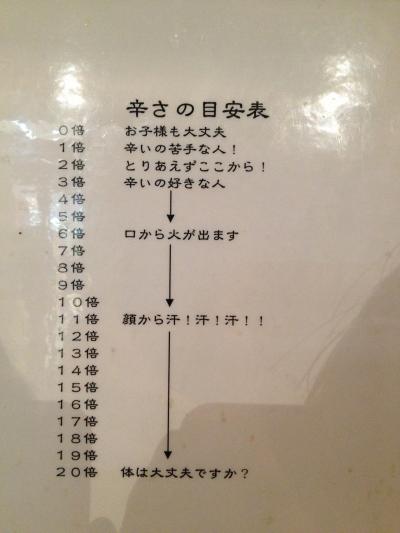 辛さの目安表
0倍 お子様も大丈夫
1倍 辛いの苦手な人！
2倍 とりあえずここから！
3倍 辛いの好きな人
4倍
5倍
6倍 口から火が出ます
7倍
8倍
9倍
10倍
11倍 顔から汗！汗！汗！！
12倍
13倍
14倍
15倍
16倍
17倍
18倍
19倍
20倍 体は大丈夫ですか？